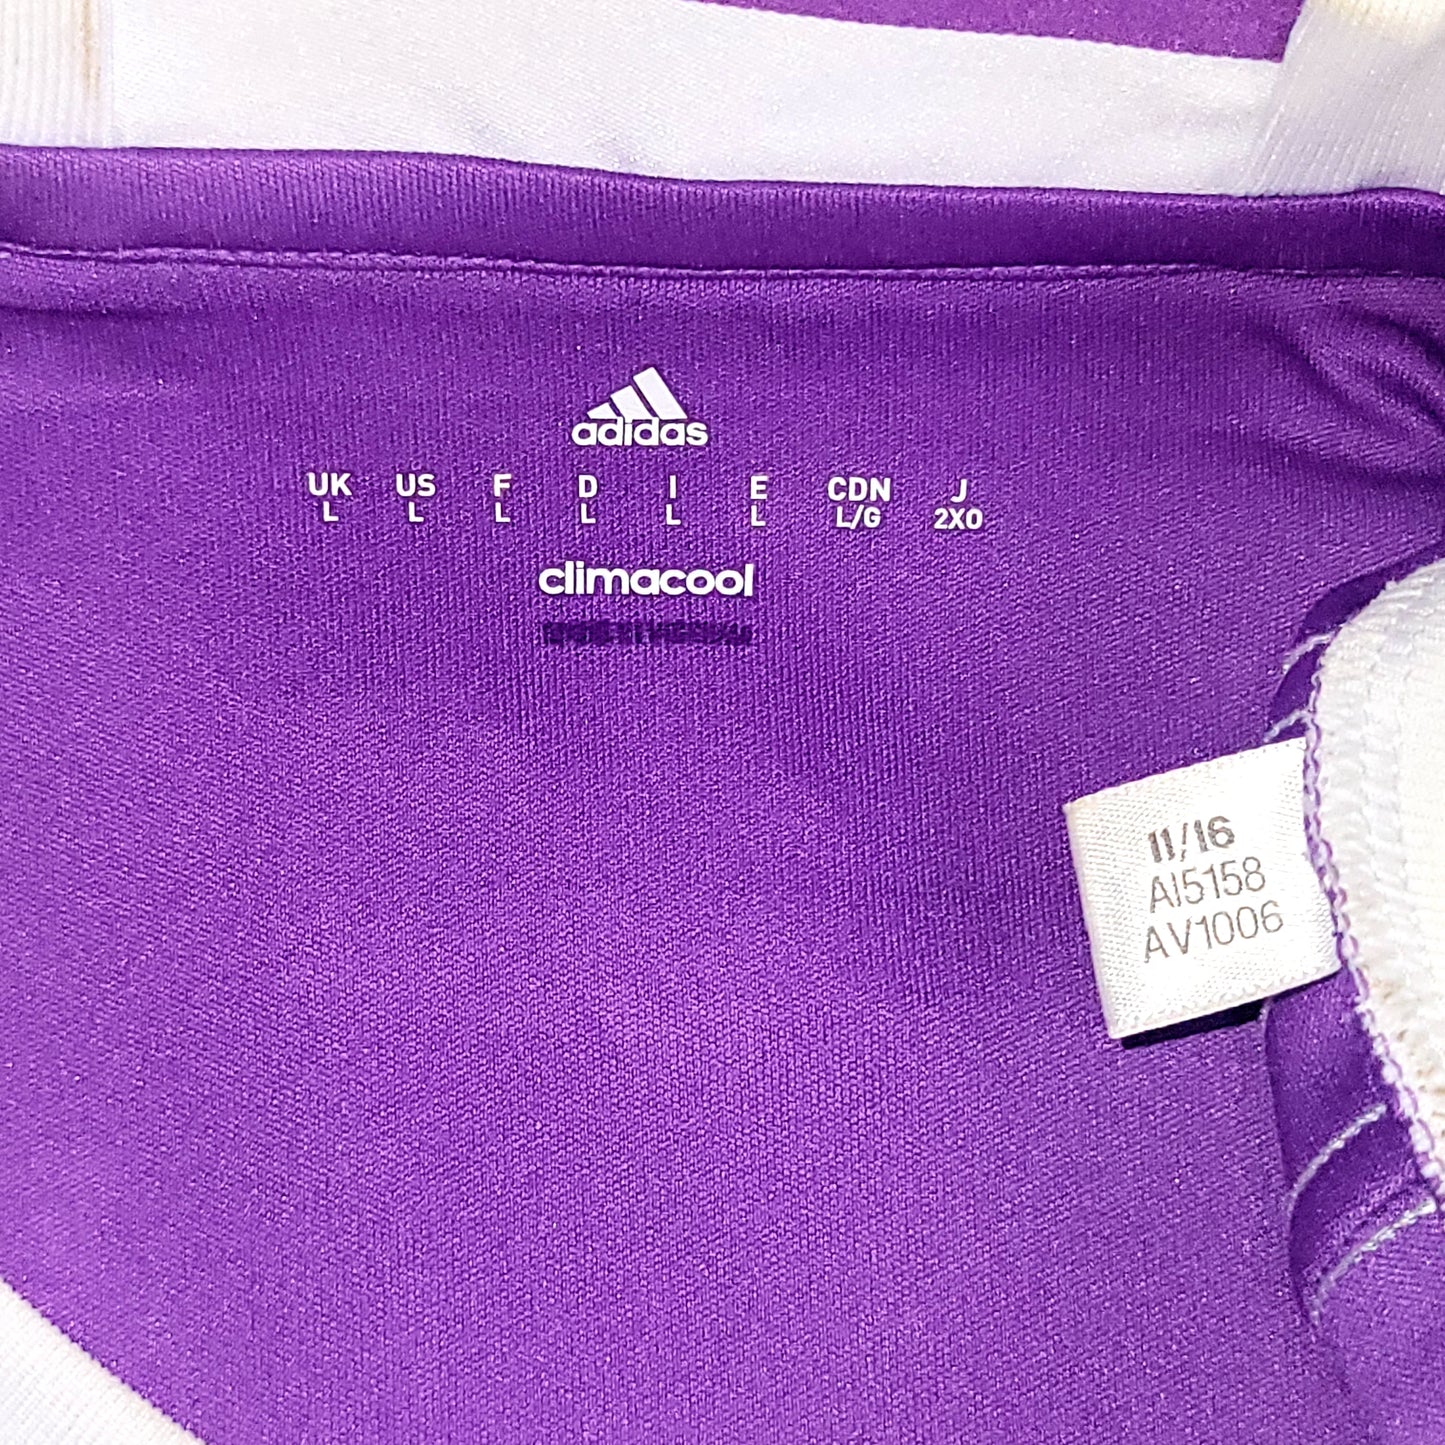 adidas
UK US F D I E CDN J
L L L L L L L/G 2XO
climacool
11/16
AI5158
AV1006